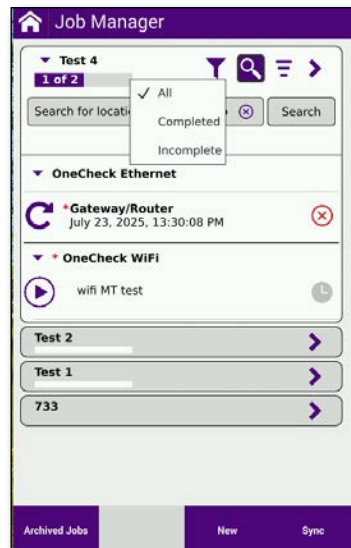 Job Manager
Test 4
1 of 2
All
Search for locati
Search
Completed
Incomplete
OneCheck Ethernet
*Gateway/Router
July 23, 2025, 13:30:08 PM
* OneCheck WiFi
wifi MT test
Test 2
Test 1
733
Archived Jobs
New
Sync